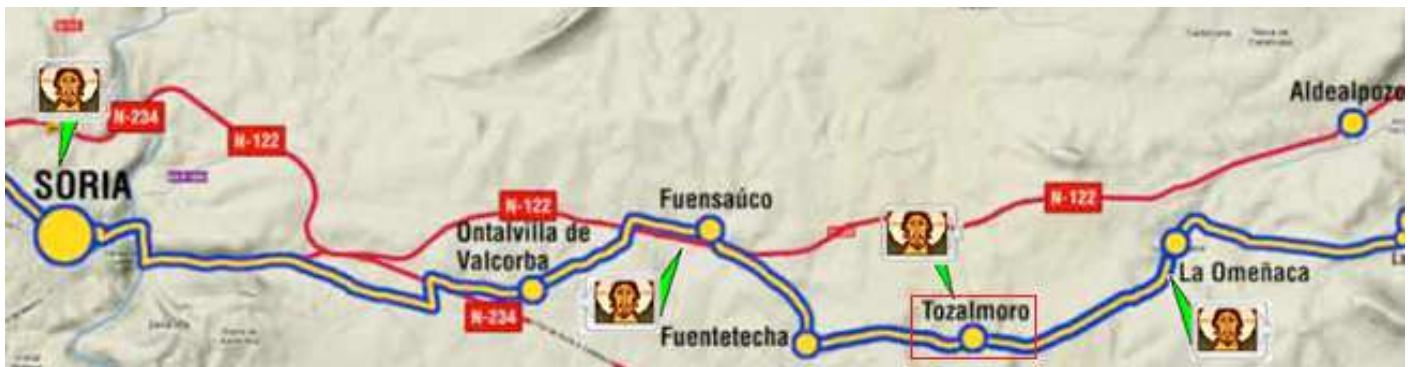 N-234
N-122
SORIA
N-122
Fuensaúco
Ontalvilla de
Valcorba
N-234
Fuentetecha
Tozalmoro
La Omeñaca
N-122
Aldealpozo